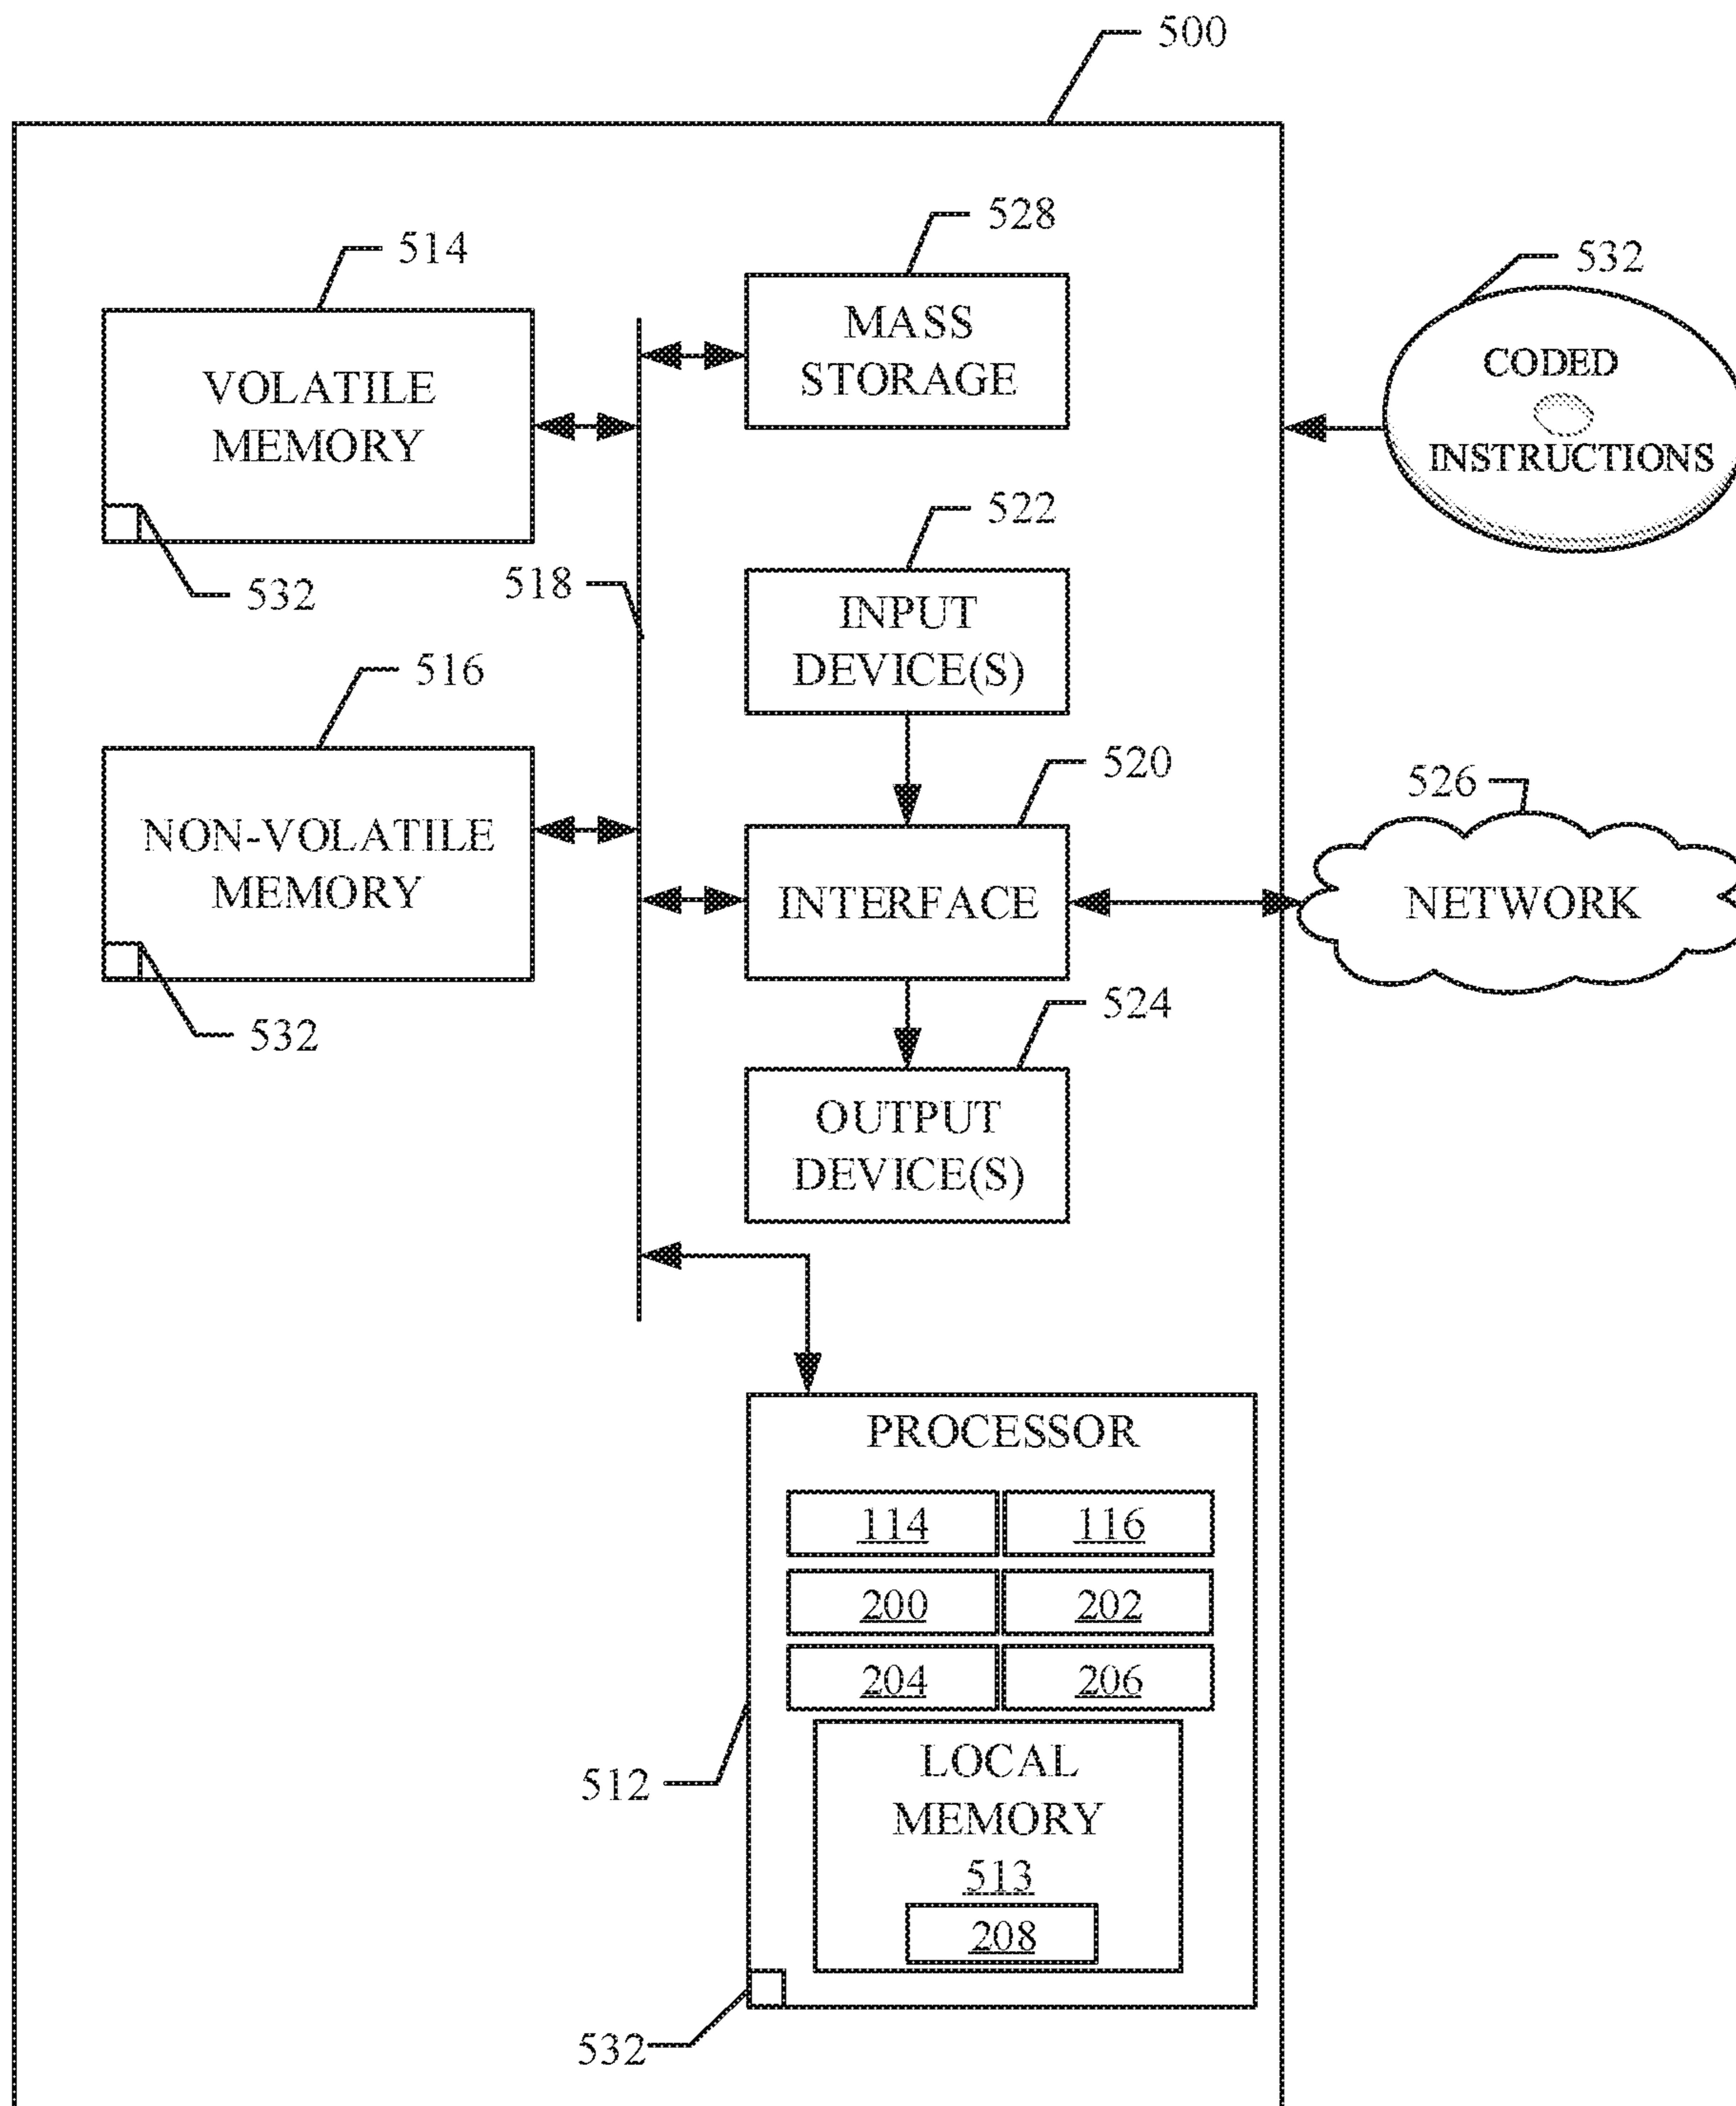 500
528
514
532
MASS
STORAGE
VOLATILE
MEMORY
CODED
INSTRUCTIONS
522
518
532
INPUT
DEVICE(S)
516
520
526
NON-VOLATILE
MEMORY
INTERFACE
NETWORK
524
532
OUTPUT
DEVICE(S)
PROCESSOR
114
116
200
202
204
206
LOCAL
MEMORY
512
513
208
532